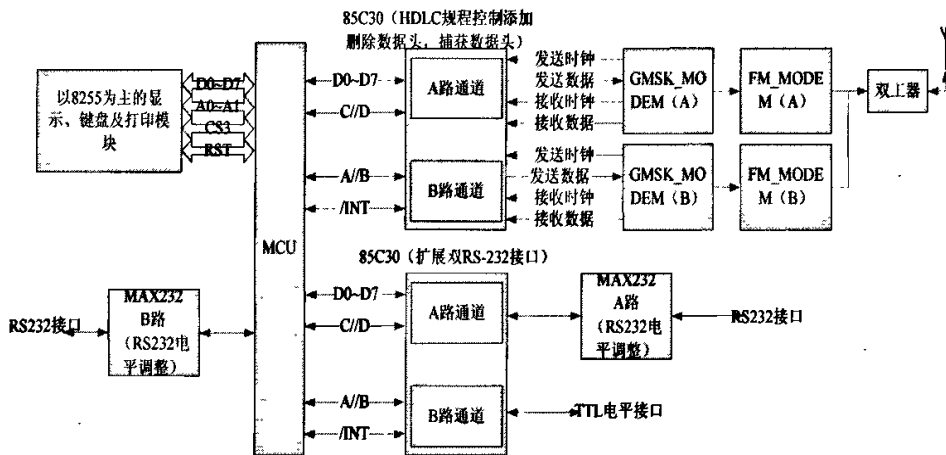 85C30（HDLC规程控制添加
删除数据头，捕获数据头）
以8255为主的显
示、键盘及打印模
块
D0~D7
A0~A1
CS3
RST
MCU
D0~D7
C//D
A//B
/INT
A路通道
B路通道
发送时钟
发送数据
接收时钟
接收数据
发送时钟
发送数据
接收时钟
接收数据
GMSK_MO
DEM（A）
FM_MODE
M（A）
GMSK_MO
DEM（B）
FM_MODE
M（B）
双工器
85C30（扩展双RS-232接口）
D0~D7
C//D
A//B
/INT
A路通道
B路通道
MAX232
A路
（RS232电
平调整）
RS232接口
TTL电平接口
RS232接口
MAX232
B路
（RS232电
平调整）